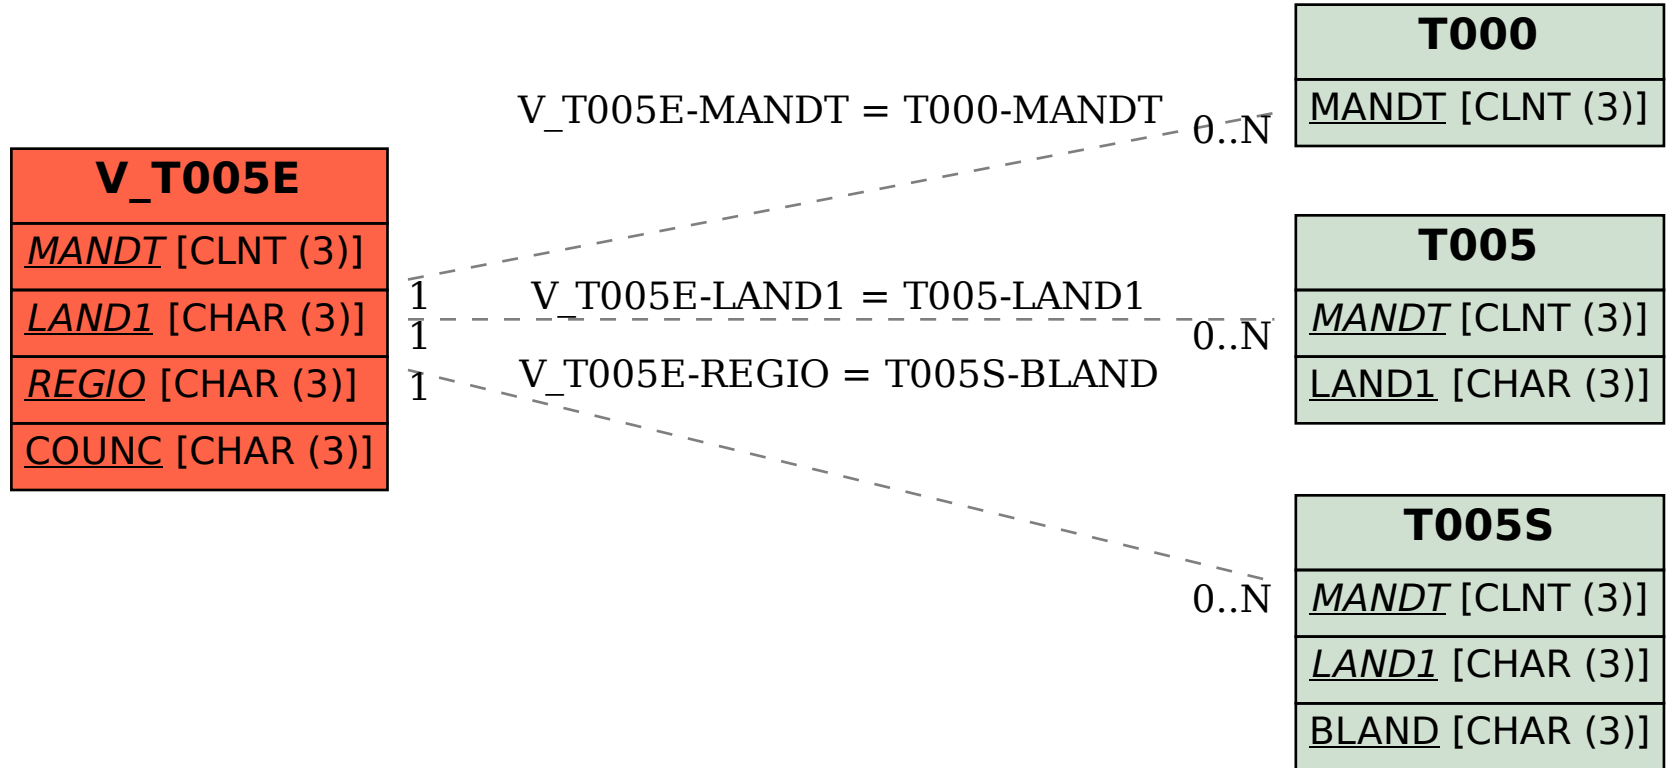 V_T005E
MANDT [CLNT (3)]
LAND1 [CHAR (3)]
REGIO [CHAR (3)]
COUNC [CHAR (3)]
V_T005E-MANDT = T000-MANDT
0..N
1
V_T005E-LAND1 = T005-LAND1
1
0..N
V_T005E-REGIO = T005S-BLAND
1
0..N
T000
MANDT [CLNT (3)]
T005
MANDT [CLNT (3)]
LAND1 [CHAR (3)]
T005S
MANDT [CLNT (3)]
LAND1 [CHAR (3)]
BLAND [CHAR (3)]